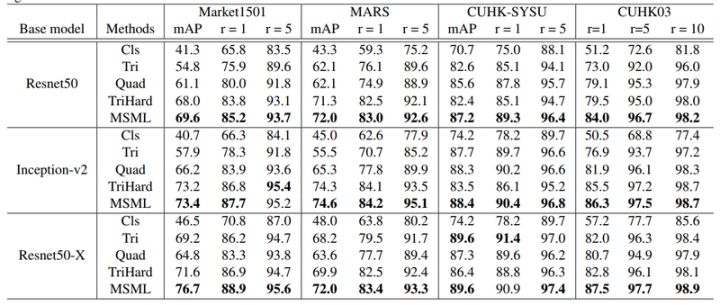 Market1501 MARS CUHK-SYSU CUHK03
Base model Methods mAP r = 1 r = 5 mAP r = 1 r = 5 mAP r = 1 r = 5 r=1 r=5 r = 10
Cls 41.3 65.8 83.5 43.3 59.3 75.2 70.7 75.0 88.1 51.2 72.6 81.8
Tri 54.8 75.9 89.6 62.1 76.1 89.6 82.6 85.1 94.1 73.0 92.0 96.0
Resnet50 Quad 61.1 80.0 91.8 62.1 74.9 88.9 85.6 87.8 95.7 79.1 95.3 97.9
TriHard 68.0 83.8 93.1 71.3 82.5 92.1 82.4 85.1 94.7 79.5 95.0 98.0
MSML 69.6 85.2 93.7 72.0 83.0 92.6 87.2 89.3 96.4 84.0 96.7 98.2
Cls 40.7 66.3 84.1 45.0 62.6 77.9 74.2 78.2 89.7 50.5 68.8 77.4
Tri 57.9 78.3 91.8 55.5 70.7 85.2 87.7 89.7 96.6 76.9 93.7 97.2
Inception-v2 Quad 66.2 83.9 93.6 65.3 77.8 89.9 88.3 90.2 96.6 81.9 96.1 98.3
TriHard 73.2 86.8 95.4 74.3 84.1 93.5 83.5 86.1 95.2 85.5 97.2 98.7
MSML 73.4 87.7 95.2 74.6 84.2 95.1 88.4 90.4 96.8 86.3 97.5 98.7
Cls 46.5 70.8 87.0 48.0 63.8 80.2 74.2 78.2 89.7 57.2 77.7 85.6
Tri 69.2 86.2 94.7 68.2 79.5 91.7 89.6 91.4 97.0 82.0 96.3 98.4
Resnet50-X Quad 64.8 83.3 93.8 63.6 77.7 89.4 87.3 89.6 96.2 80.7 94.9 97.9
TriHard 71.6 86.9 94.7 69.9 82.5 92.4 86.4 88.8 96.3 82.8 96.1 98.1
MSML 76.7 88.9 95.6 72.0 83.4 93.3 89.6 90.9 97.4 87.5 97.7 98.9